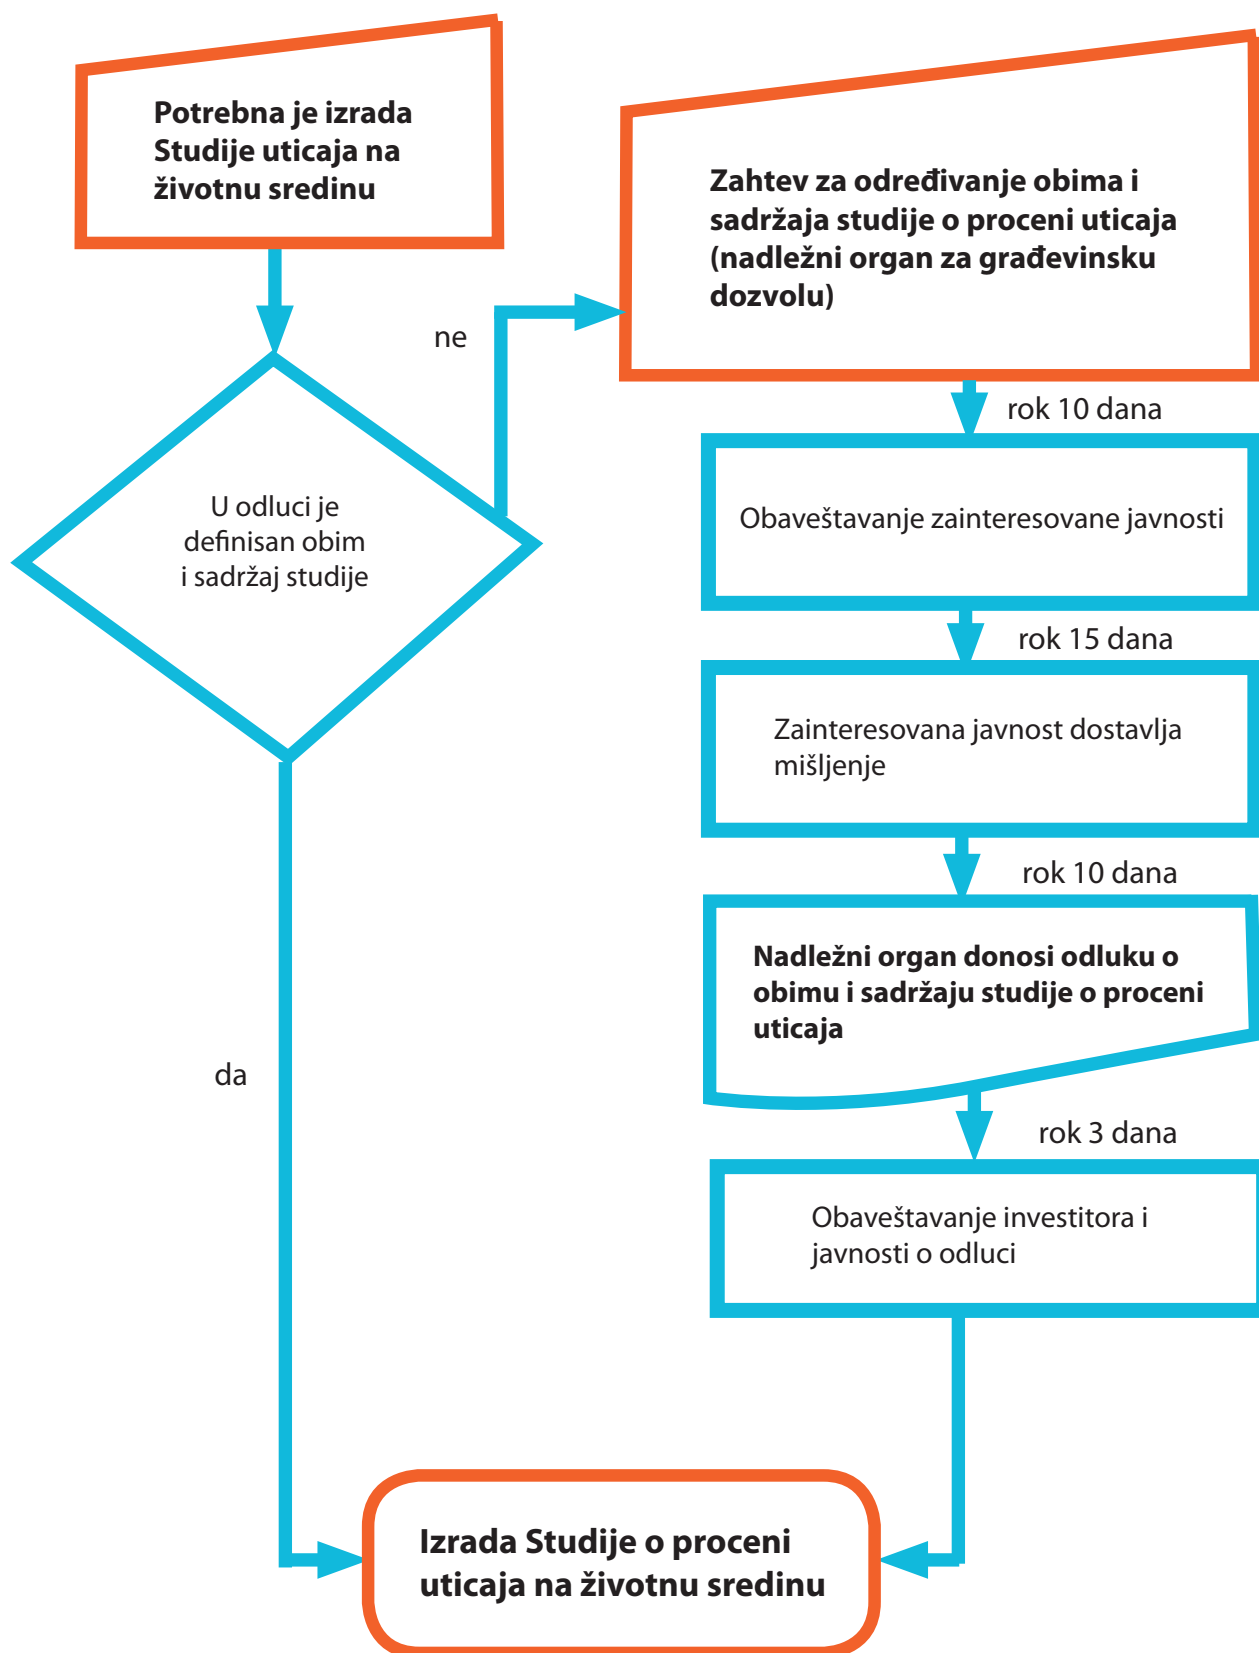 Potrebna je izrada
Studije uticaja na
životnu sredinu
ne
U odluci je
definisan obim
i sadržaj studije
da
Zahtev za određivanje obima i
sadržaja studije o proceni uticaja
(nadležni organ za građevinsku
dozvolu)
rok 10 dana
Obaveštavanje zainteresovane javnosti
rok 15 dana
Zainteresovana javnost dostavlja
mišljenje
rok 10 dana
Nadležni organ donosi odluku o
obimu i sadržaju studije o proceni
uticaja
rok 3 dana
Obaveštavanje investitora i
javnosti o odluci
Izrada Studije o proceni
uticaja na životnu sredinu